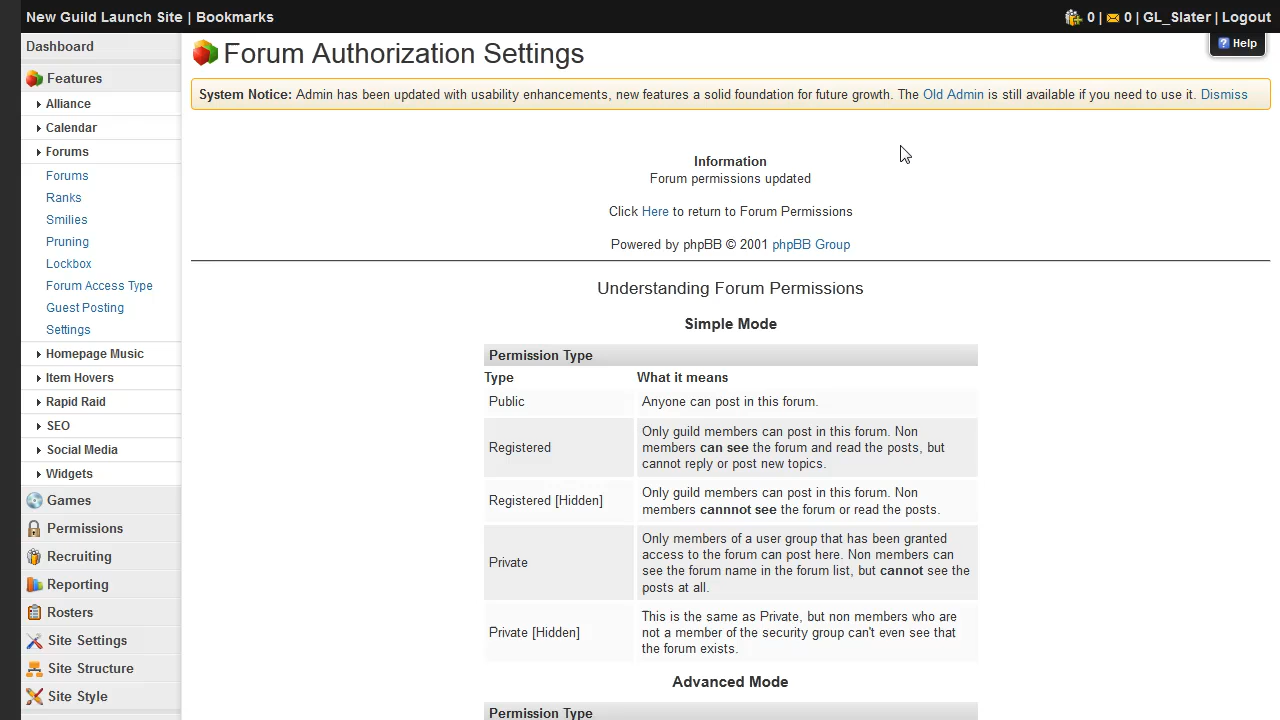 New Guild Launch Site | Bookmarks
0 | 0 | GL_Slater | Logout
Dashboard
Forum Authorization Settings
Help
Features
System Notice: Admin has been updated with usability enhancements, new features a solid foundation for future growth. The Old Admin is still available if you need to use it. Dismiss
Alliance
Calendar
Forums
Forums
Ranks
Smilies
Pruning
Lockbox
Forum Access Type
Guest Posting
Settings
Homepage Music
Item Hovers
Rapid Raid
SEO
Social Media
Widgets
Games
Permissions
Recruiting
Reporting
Rosters
Site Settings
Site Structure
Site Style
Information
Forum permissions updated
Click Here to return to Forum Permissions
Powered by phpBB © 2001 phpBB Group
Understanding Forum Permissions
Simple Mode
Permission Type
Type What it means
Public Anyone can post in this forum.
Registered
Only guild members can post in this forum. Non
members can see the forum and read the posts, but
cannot reply or post new topics.
Registered [Hidden]
Only guild members can post in this forum. Non
members cannnot see the forum or read the posts.
Private
Only members of a user group that has been granted
access to the forum can post here. Non members can
see the forum name in the forum list, but cannot see the
posts at all.
Private [Hidden]
This is the same as Private, but non members who are
not a member of the security group can't even see that
the forum exists.
Advanced Mode
Permission Type